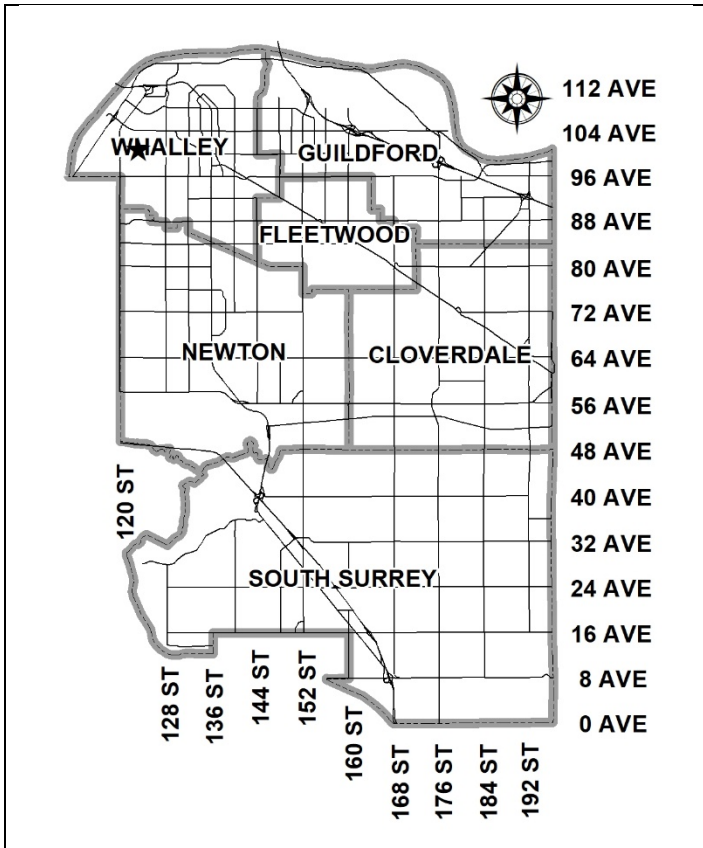 112 AVE
104 AVE
WHALLEY
GUILDFORD
96 AVE
88 AVE
FLEETWOOD
80 AVE
72 AVE
NEWTON
CLOVERDALE
64 AVE
56 AVE
48 AVE
120 ST
40 AVE
32 AVE
SOUTH SURREY
24 AVE
16 AVE
8 AVE
0 AVE
128 ST
136 ST
144 ST
152 ST
160 ST
168 ST
176 ST
184 ST
192 ST